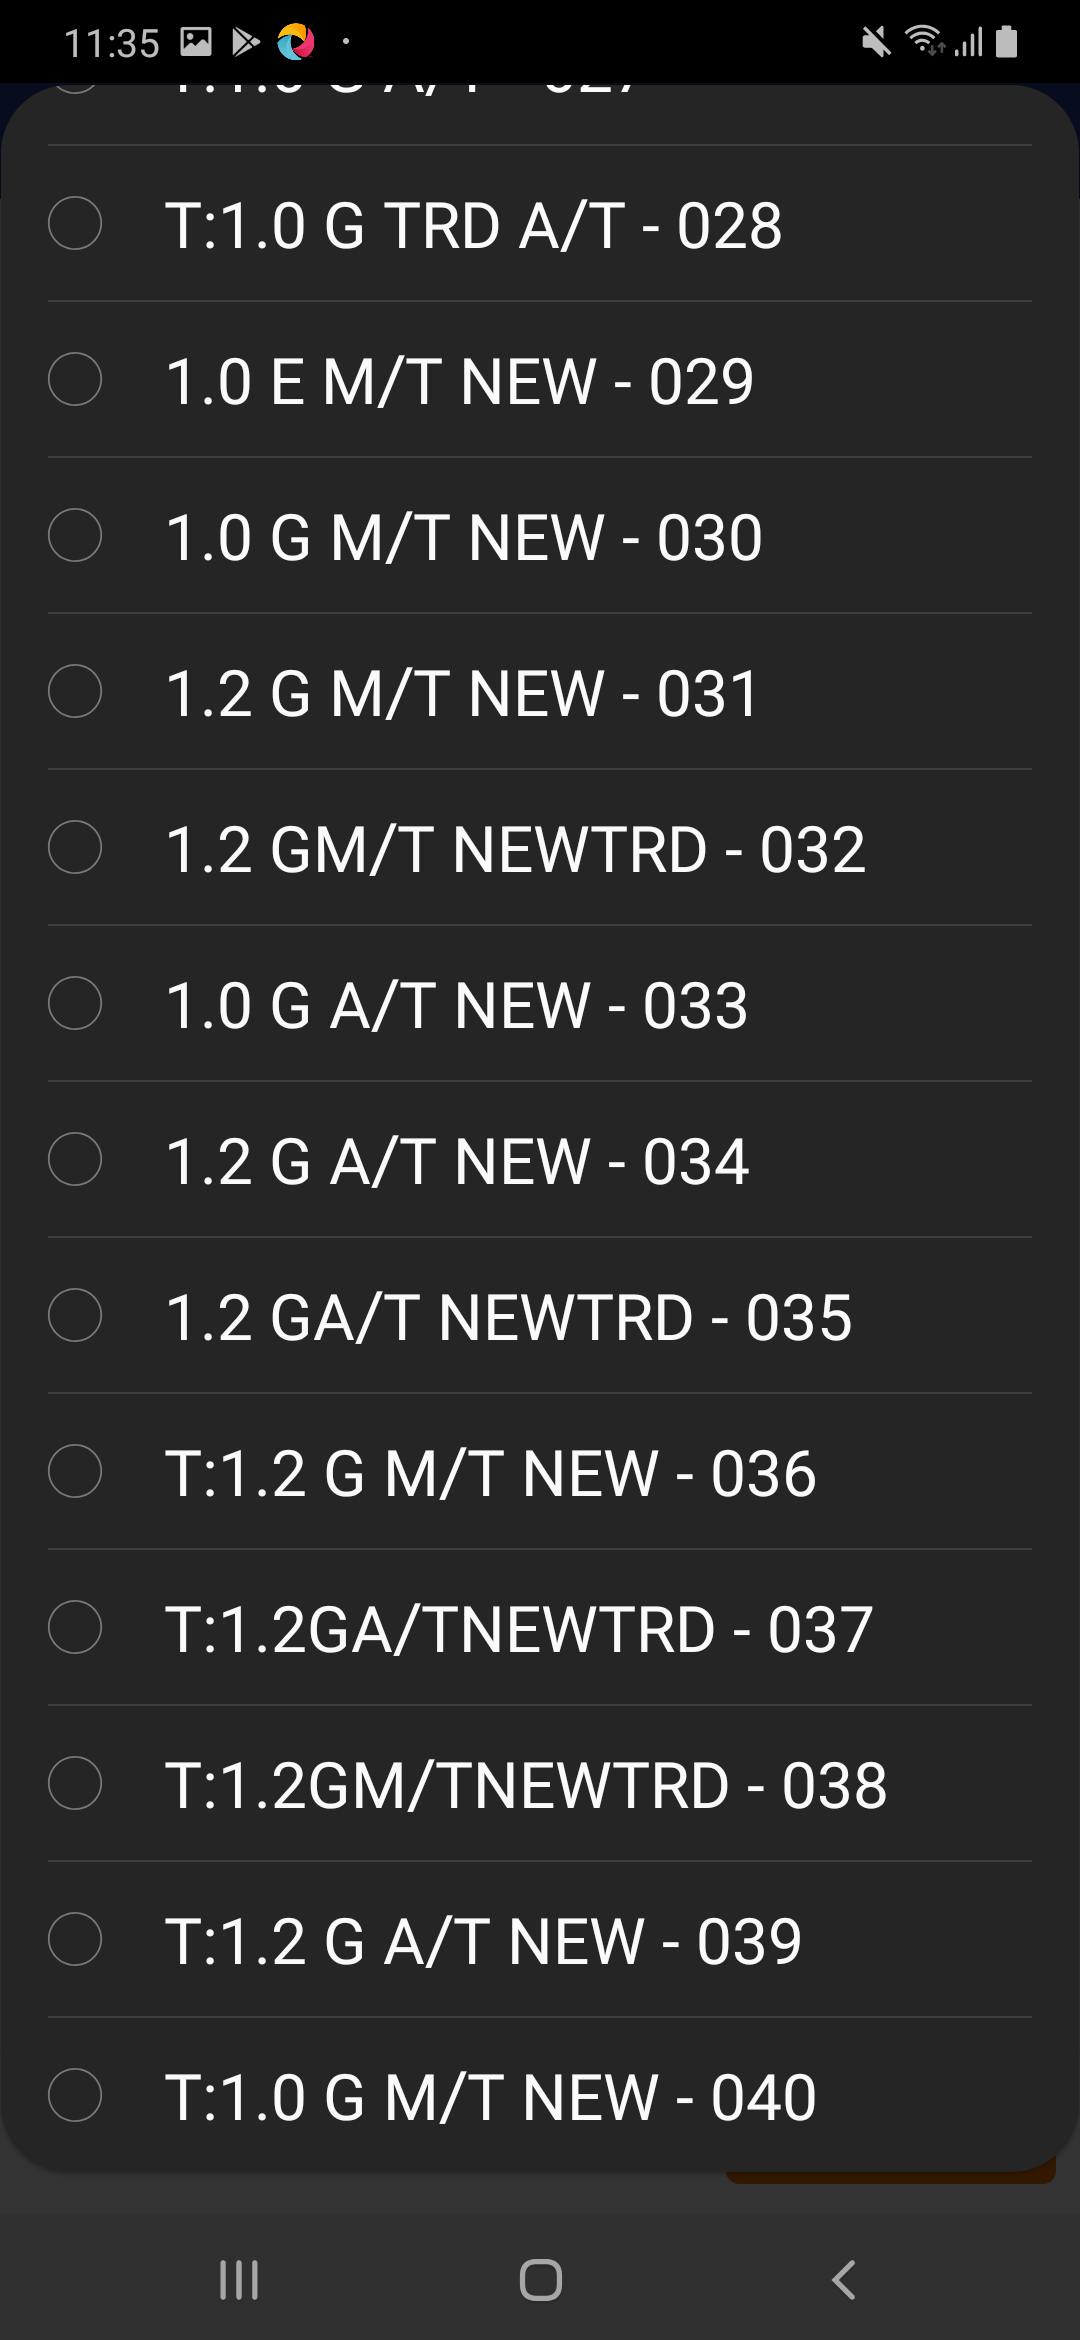 11:35
T:1.0 G TRD A/T - 028
1.0 E M/T NEW - 029
1.0 G M/T NEW - 030
1.2 G M/T NEW - 031
1.2 GM/T NEWTRD - 032
1.0 G A/T NEW - 033
1.2 G A/T NEW - 034
1.2 GA/T NEWTRD - 035
T:1.2 G M/T NEW - 036
T:1.2GA/TNEWTRD - 037
T:1.2GM/TNEWTRD - 038
T:1.2 G A/T NEW - 039
T:1.0 G M/T NEW - 040